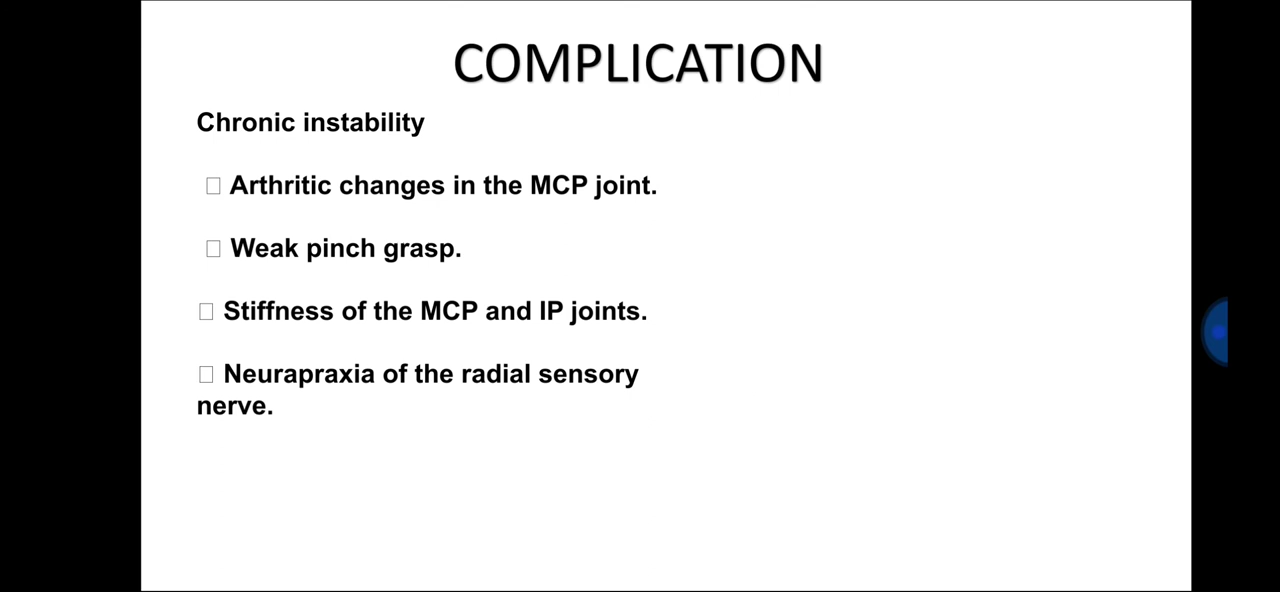 COMPLICATION
Chronic instability
□ Arthritic changes in the MCP joint.
□ Weak pinch grasp.
□ Stiffness of the MCP and IP joints.
□ Neurapraxia of the radial sensory
nerve.